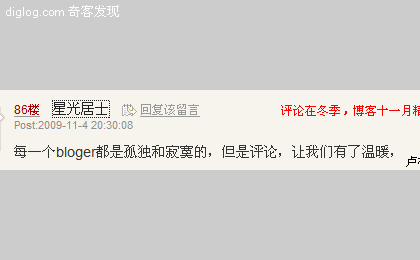 diglog.com 奇客发现
86楼 星光居士 回复该留言 评论在冬季，博客十一月精
Post:2009-11-4 20:30:08
每一个bloger都是孤独和寂寞的，但是评论，让我们有了温暖，